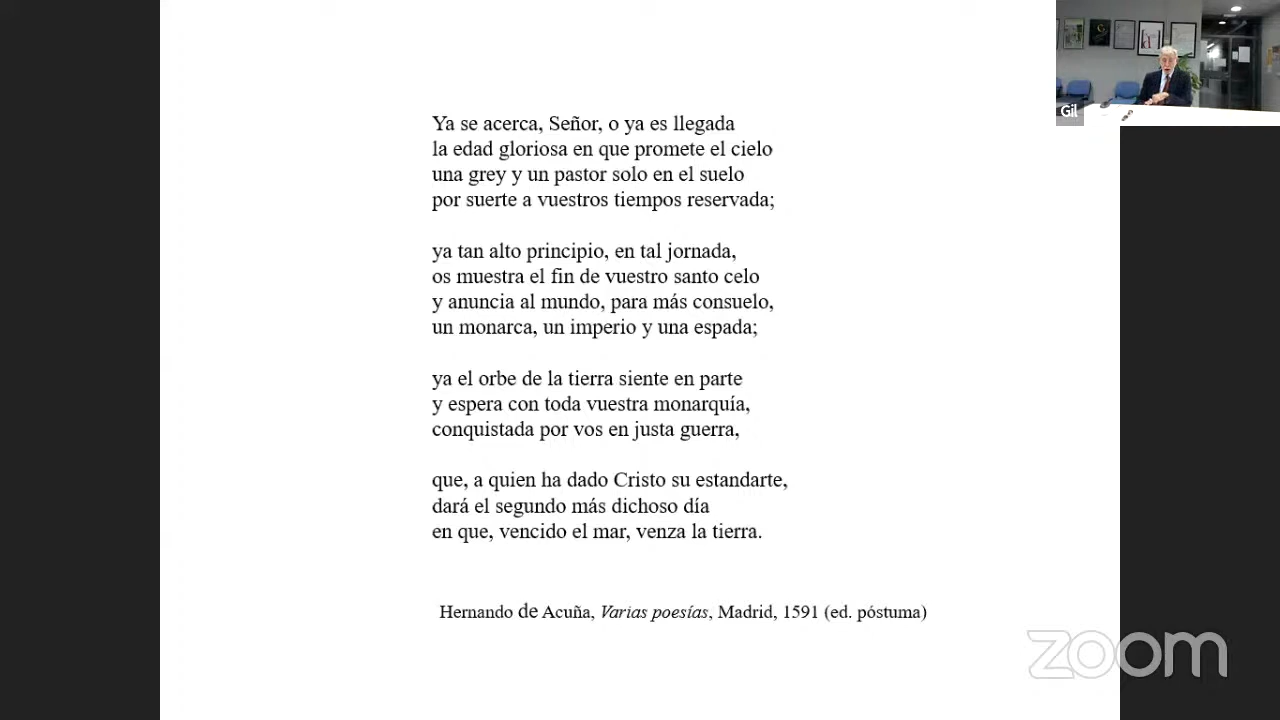 Ya se acerca, Señor, o ya es llegada
la edad gloriosa en que promete el cielo
una grey y un pastor solo en el suelo
por suerte a vuestros tiempos reservada;
ya tan alto principio, en tal jornada,
os muestra el fin de vuestro santo celo
y anuncia al mundo, para más consuelo,
un monarca, un imperio y una espada;
ya el orbe de la tierra siente en parte
y espera con toda vuestra monarquía,
conquistada por vos en justa guerra,
que, a quien ha dado Cristo su estandarte,
dará el segundo más dichoso día
en que, vencido el mar, venza la tierra.
Hernando de Acuña, Varias poesías, Madrid, 1591 (ed. póstuma)
Gil
zoom